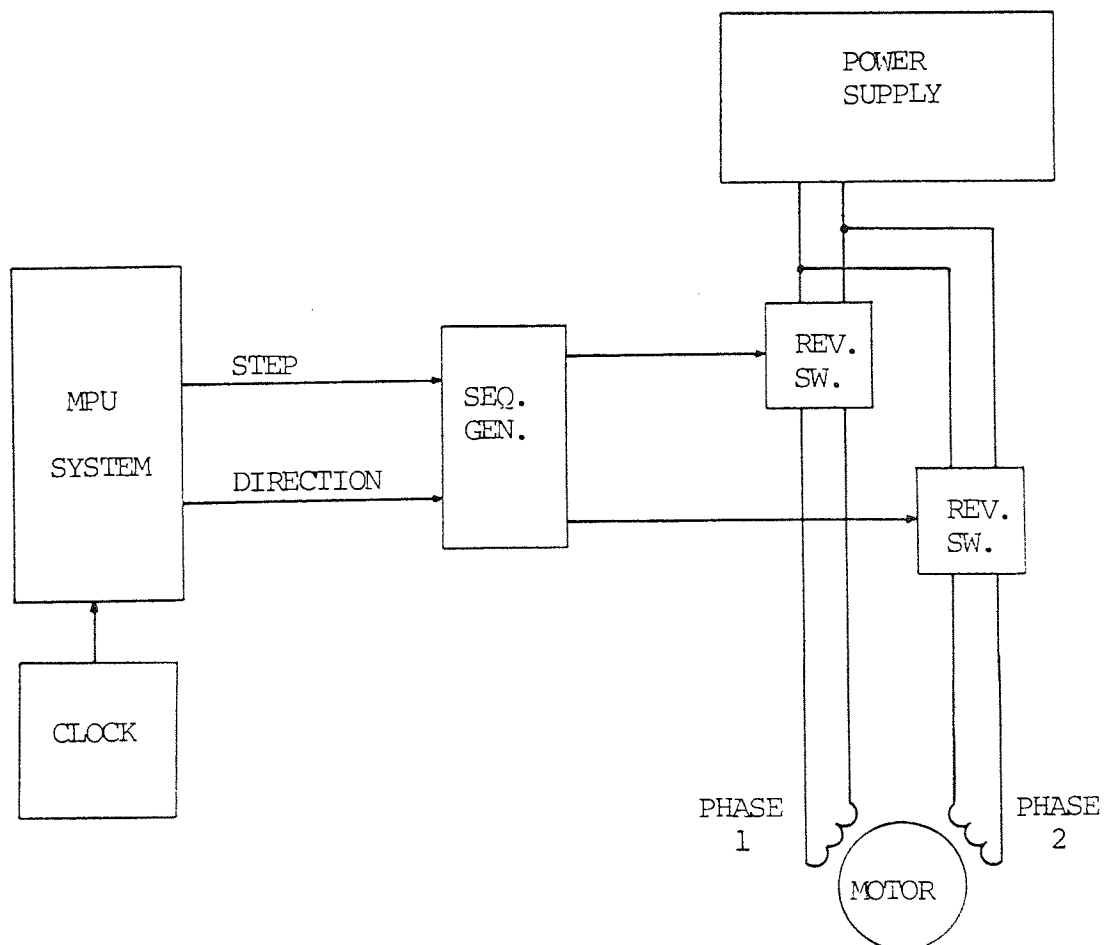 POWER
SUPPLY
MPU
SYSTEM
STEP
DIRECTION
SEQ.
GEN.
REV.
SW.
REV.
SW.
CLOCK
PHASE
1
PHASE
2
MOTOR